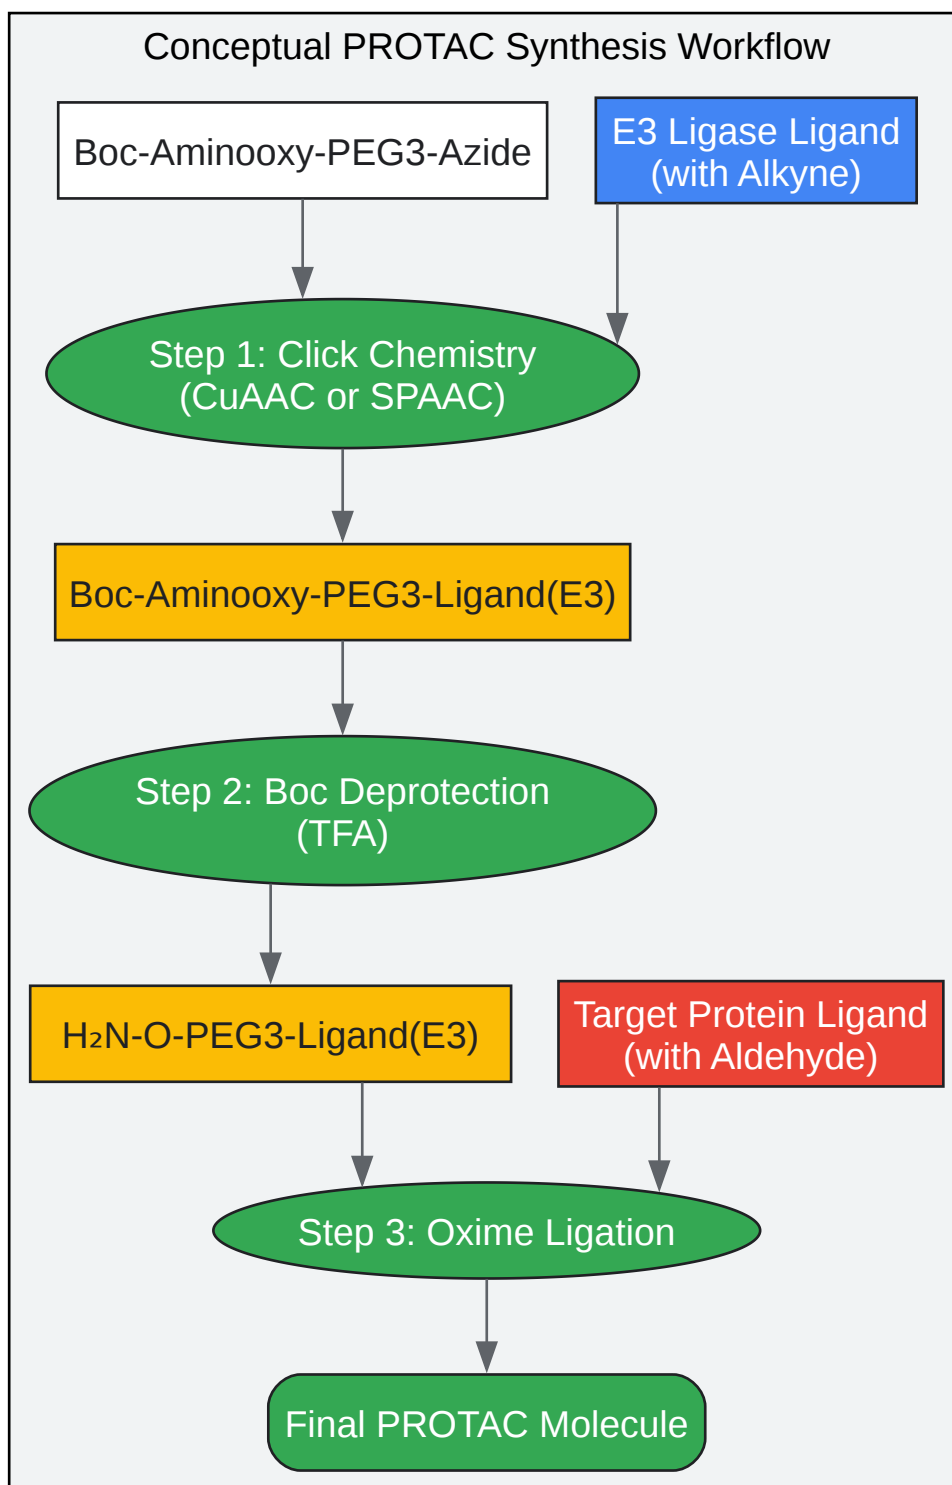 Conceptual PROTAC Synthesis Workflow
Boc-Aminooxy-PEG3-Azide
E3 Ligase Ligand
(with Alkyne)
Step 1: Click Chemistry
(CuAAC or SPAAC)
Boc-Aminooxy-PEG3-Ligand(E3)
Step 2: Boc Deprotection
(TFA)
H₂N-O-PEG3-Ligand(E3)
Target Protein Ligand
(with Aldehyde)
Step 3: Oxime Ligation
Final PROTAC Molecule